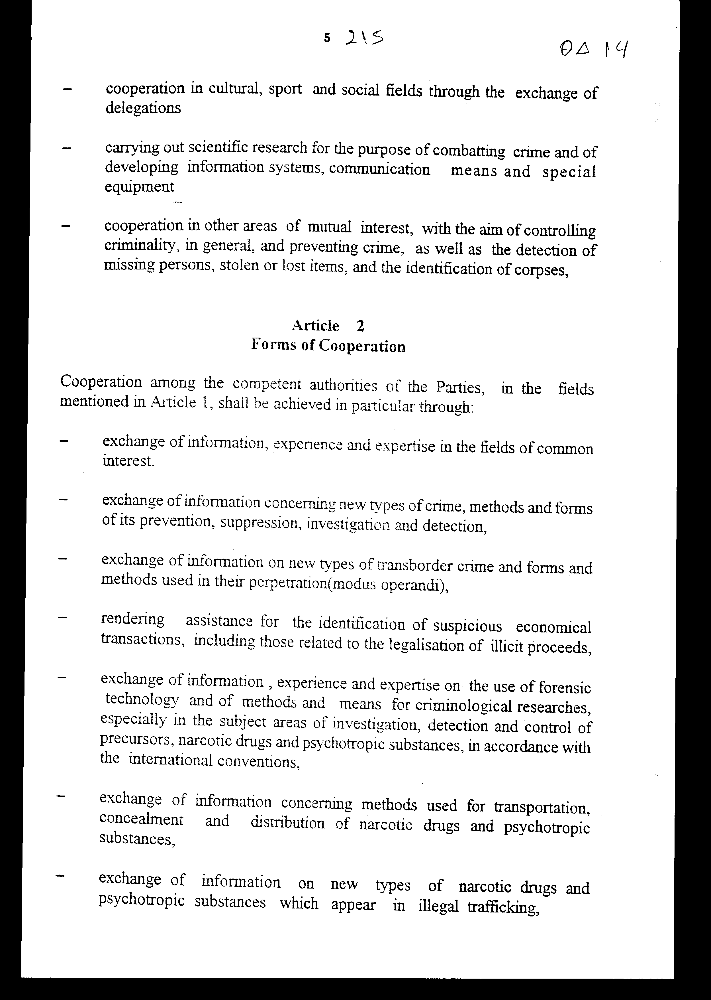 5 215
ΘΔ 14
– cooperation in cultural, sport and social fields through the exchange of
delegations
– carrying out scientific research for the purpose of combatting crime and of
developing information systems, communication means and special
equipment
– cooperation in other areas of mutual interest, with the aim of controlling
criminality, in general, and preventing crime, as well as the detection of
missing persons, stolen or lost items, and the identification of corpses,
Article 2
Forms of Cooperation
Cooperation among the competent authorities of the Parties, in the fields
mentioned in Article 1, shall be achieved in particular through:
– exchange of information, experience and expertise in the fields of common
interest.
– exchange of information concerning new types of crime, methods and forms
of its prevention, suppression, investigation and detection,
– exchange of information on new types of transborder crime and forms and
methods used in their perpetration(modus operandi),
– rendering assistance for the identification of suspicious economical
transactions, including those related to the legalisation of illicit proceeds,
– exchange of information , experience and expertise on the use of forensic
technology and of methods and means for criminological researches,
especially in the subject areas of investigation, detection and control of
precursors, narcotic drugs and psychotropic substances, in accordance with
the international conventions,
– exchange of information concerning methods used for transportation,
concealment and distribution of narcotic drugs and psychotropic
substances,
– exchange of information on new types of narcotic drugs and
psychotropic substances which appear in illegal trafficking,